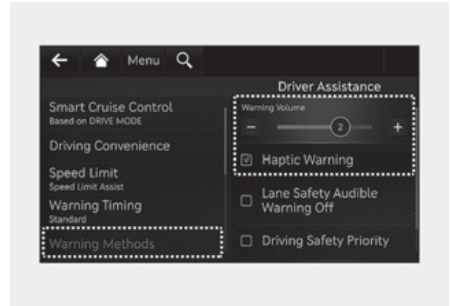 Menu
Driver Assistance
Smart Cruise Control
Based on DRIVE MODE
Driving Convenience
Speed Limit
Speed Limit Assist
Warning Timing
Standard
Warning Methods
Warning Volume
2
Haptic Warning
Lane Safety Audible
Warning Off
Driving Safety Priority